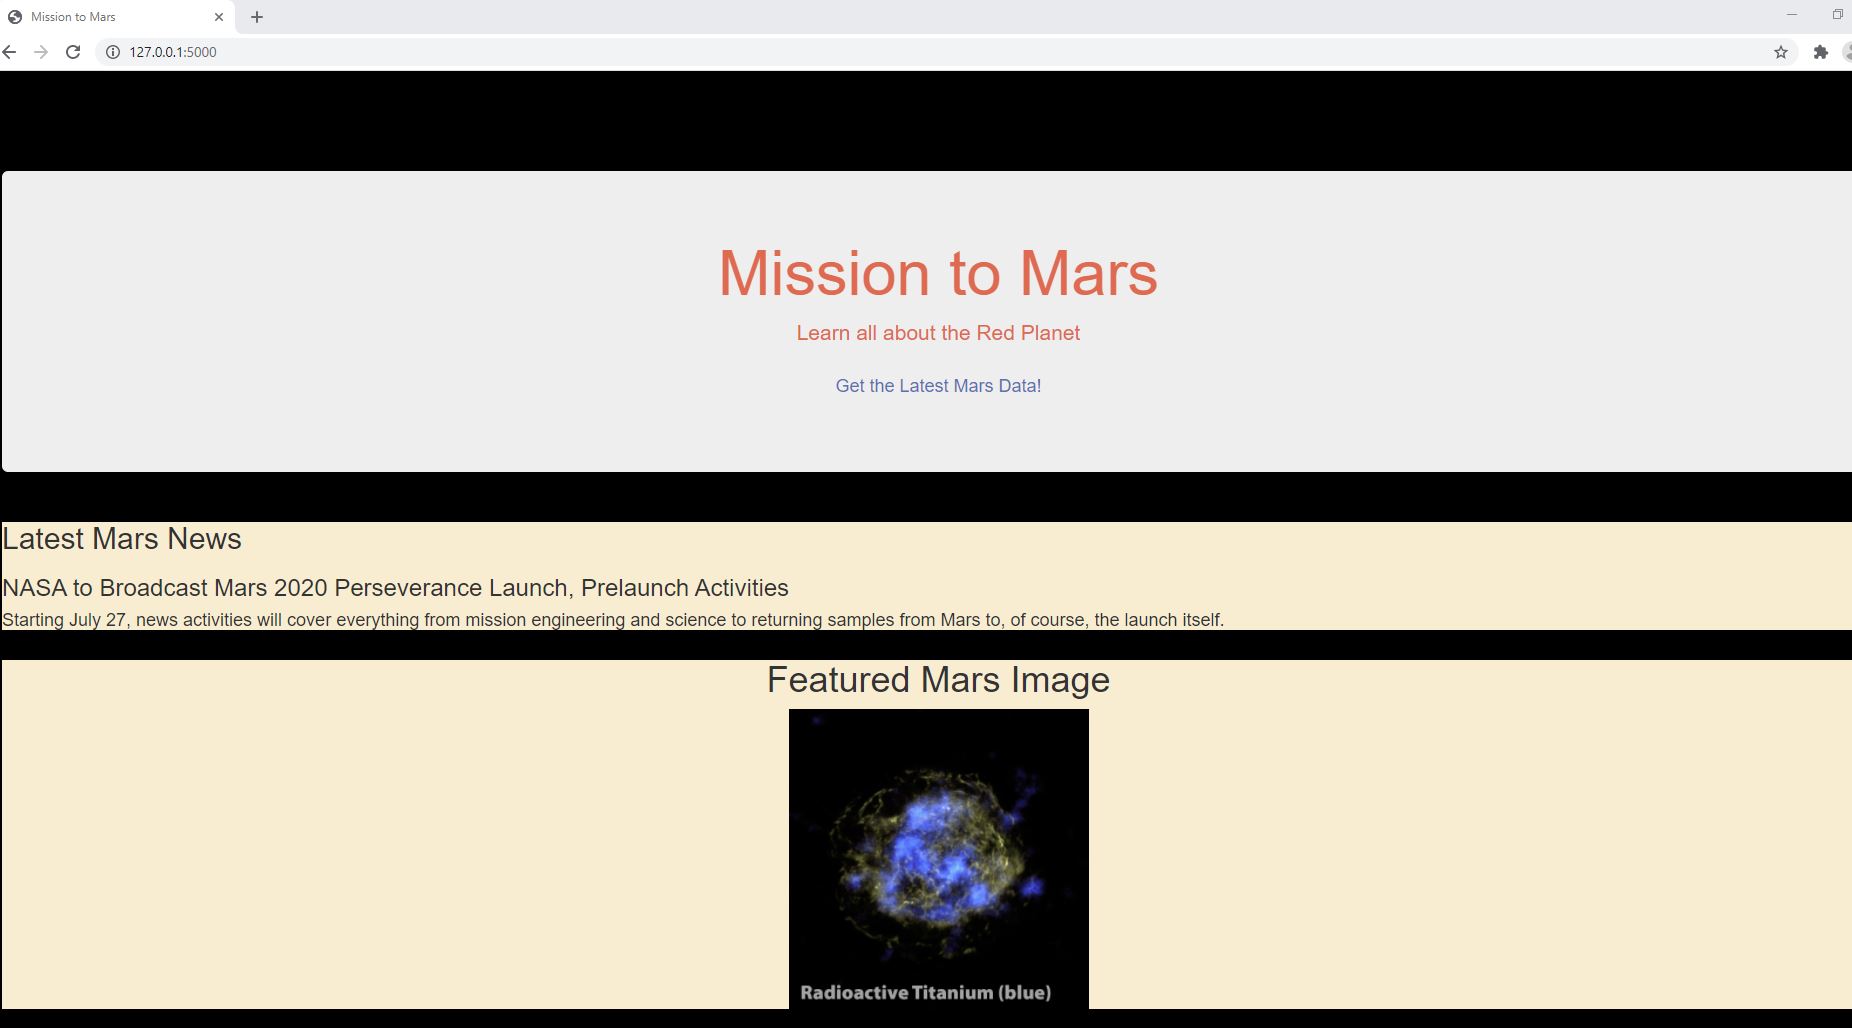 Mission to Mars
127.0.0.1:5000
Mission to Mars
Learn all about the Red Planet
Get the Latest Mars Data!
Latest Mars News
NASA to Broadcast Mars 2020 Perseverance Launch, Prelaunch Activities
Starting July 27, news activities will cover everything from mission engineering and science to returning samples from Mars to, of course, the launch itself.
Featured Mars Image
Radioactive Titanium (blue)